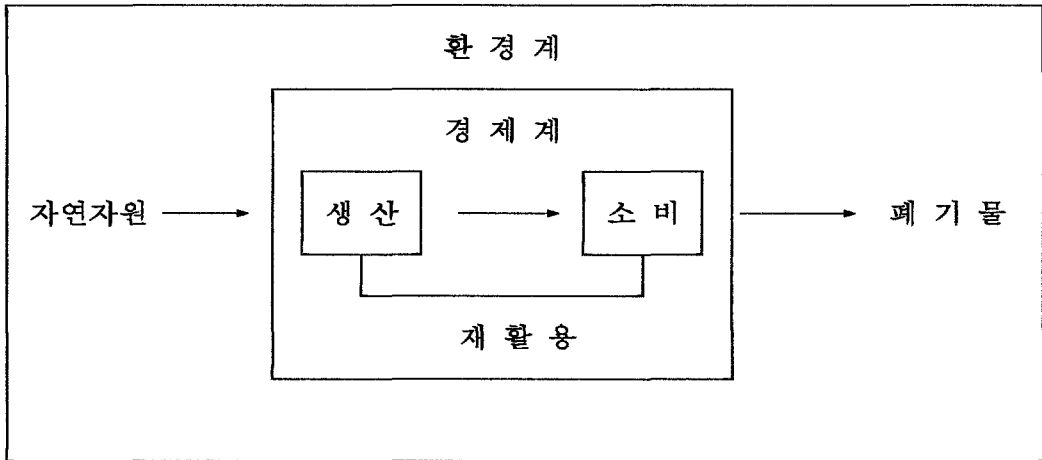 환 경 계
경 제 계
자연자원 생 산 소 비 폐 기 물
재 활 용